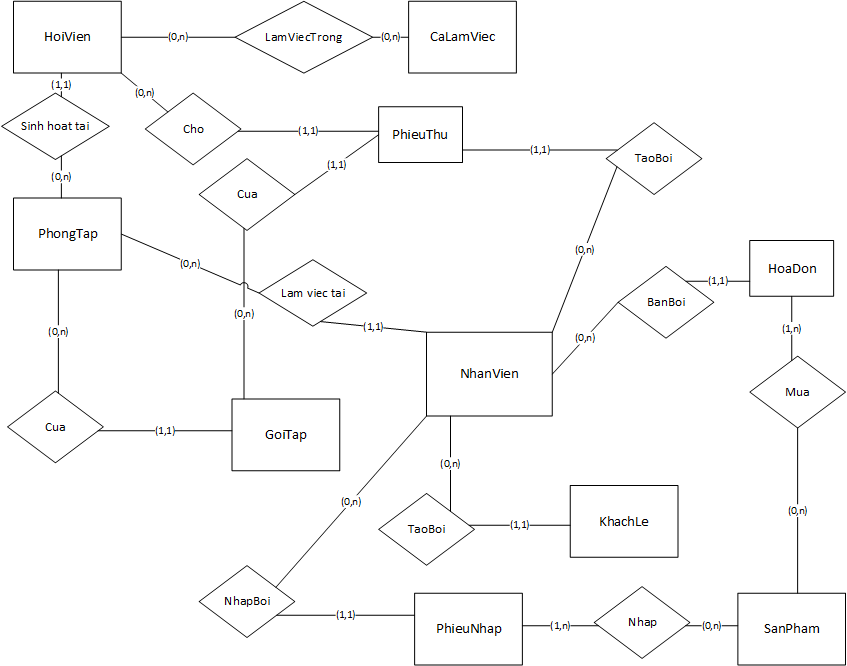 HoiVien
(0,n)
LamViecTrong
(0,n)
CaLamViec
(1,1)
(0,n)
Sinh hoat tai
Cho
(1,1)
PhieuThu
(1,1)
TaoBoi
(0,n)
(1,1)
Cua
PhongTap
(0,n)
(0,n)
Lam viec tai
(0,n)
(1,1)
(0,n)
BanBoi
(1,1)
HoaDon
(0,n)
(0,n)
(1,n)
NhanVien
Mua
Cua
(1,1)
GoiTap
(0,n)
(0,n)
(0,n)
TaoBoi
(1,1)
KhachLe
NhapBoi
(1,1)
PhieuNhap
(1,n)
Nhap
(0,n)
SanPham